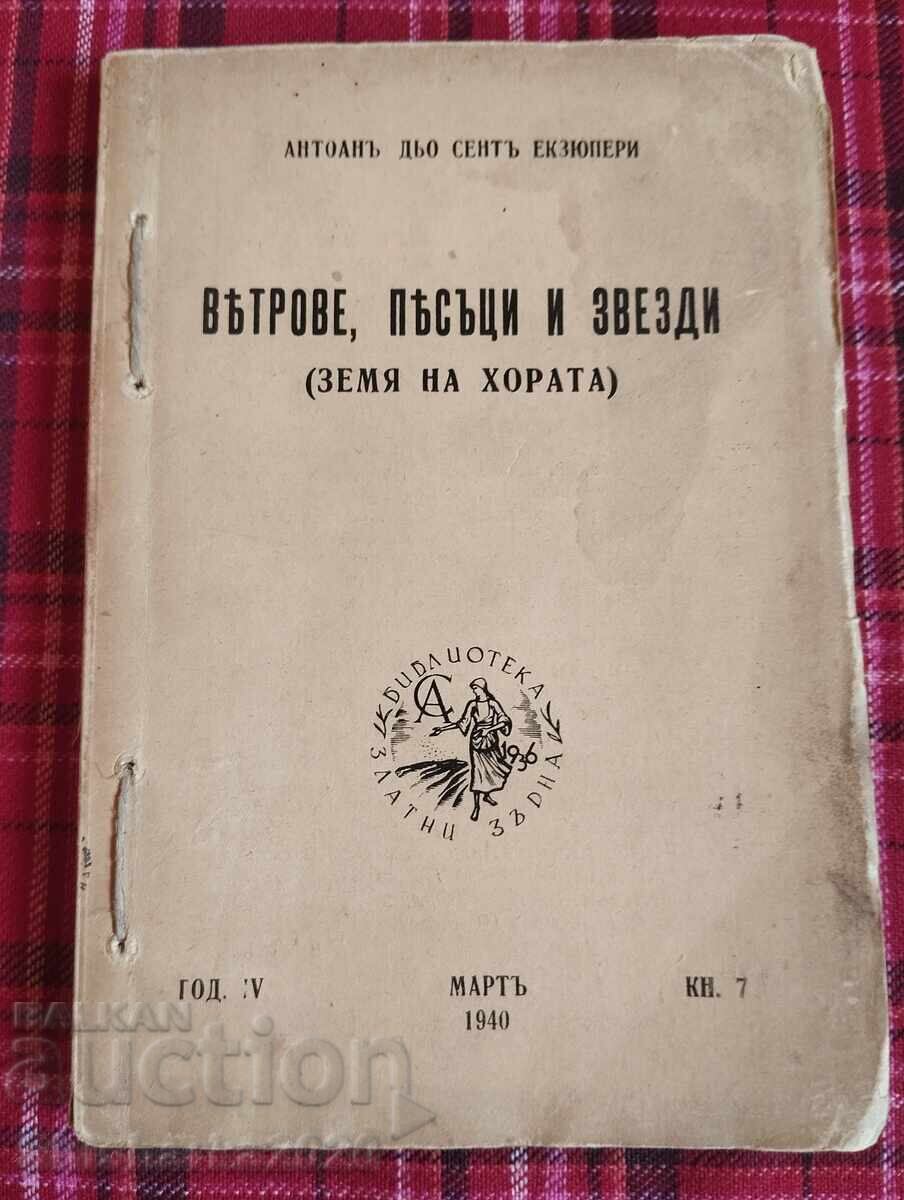 АНТОАНЪ ДЬО СЕНТЪ ЕКЗЮПЕРИ
ВѢТРОВЕ, ПѢСЪЦИ И ЗВЕЗДИ
(ЗЕМЯ НА ХОРАТА)
БИБЛИОТЕКА
СА
1936
ЗЛАТНИ ЗЪРНА
ГОД. IV
МАРТЪ
1940
КН. 7
BALKAN
auction